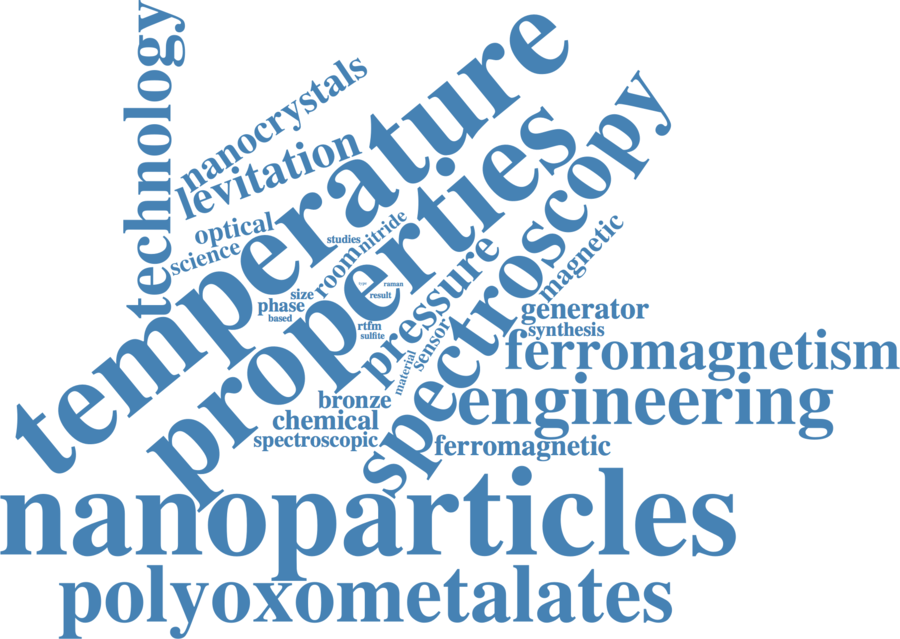 technology
nanocrystals
levitation
temperature
optical
science
studies
nitride
room
properties
spectroscopy
magnetic
size
phase
based
raman
result
rtfm
sulfite
pressure
sensor
material
generator
synthesis
ferromagnetism
bronze
engineering
chemical
spectroscopic
ferromagnetic
nanoparticles
polyoxometalates